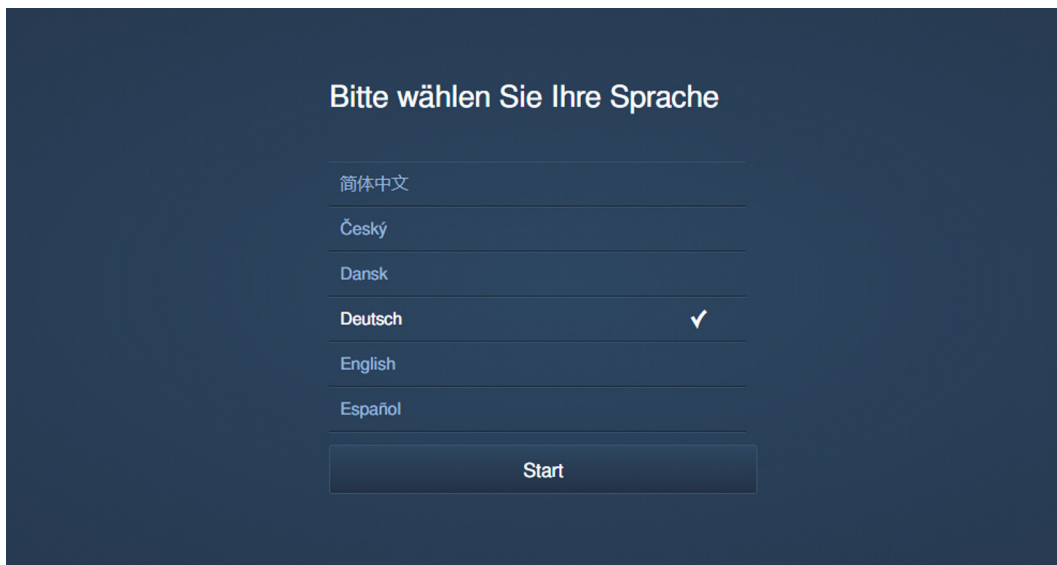 Bitte wählen Sie Ihre Sprache
简体中文
Český
Dansk
Deutsch
English
Español
Start